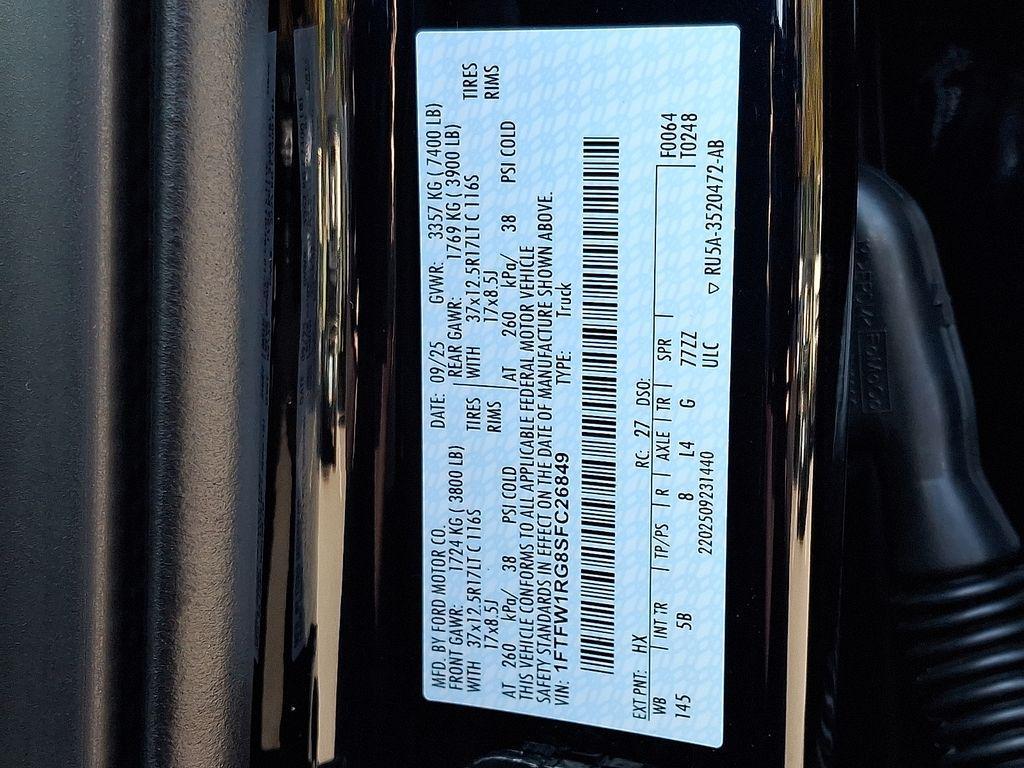 MFD. BY FORD MOTOR CO. DATE: 09/25 GVWR: 3357 KG ( 7400 LB)
FRONT GAWR: 1724 KG ( 3800 LB) REAR GAWR: 1769 KG ( 3900 LB)
WITH 37x12.5R17LT C 116S TIRES WITH 37x12.5R17LT C 116S TIRES
17x8.5J RIMS 17x8.5J RIMS
AT 260 kPa/ 38 PSI COLD AT 260 kPa/ 38 PSI COLD
THIS VEHICLE CONFORMS TO ALL APPLICABLE FEDERAL MOTOR VEHICLE
SAFETY STANDARDS IN EFFECT ON THE DATE OF MANUFACTURE SHOWN ABOVE.
VIN: 1FTFW1RG8SFC26849 TYPE: Truck
EXT PNT: HX RC: 27 DSO:
WB INT TR TP/PS R AXLE TR SPR F0064
145 5B 8 L4 G 77ZZ T0248
2202509231440 ULC ▽ RU5A-3520472-AB